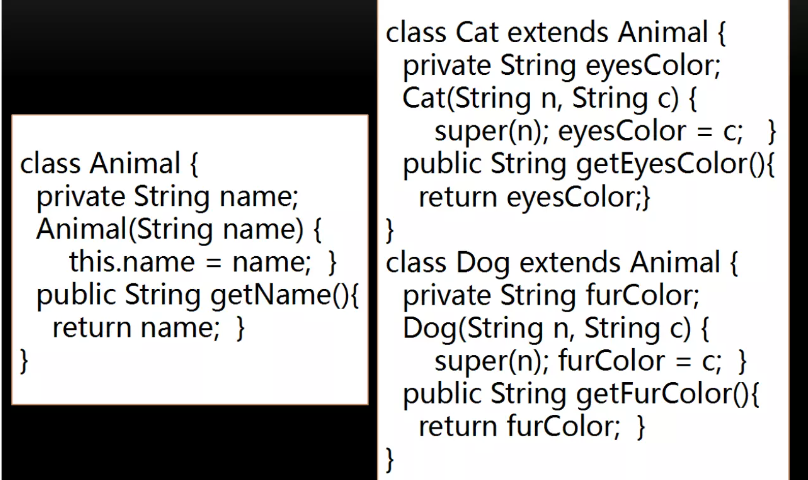 class Animal {
private String name;
Animal(String name) {
this.name = name; }
public String getName(){
return name; }
}
class Cat extends Animal {
private String eyesColor;
Cat(String n, String c) {
super(n); eyesColor = c; }
public String getEyesColor(){
return eyesColor;}
}
class Dog extends Animal {
private String furColor;
Dog(String n, String c) {
super(n); furColor = c; }
public String getFurColor(){
return furColor; }
}